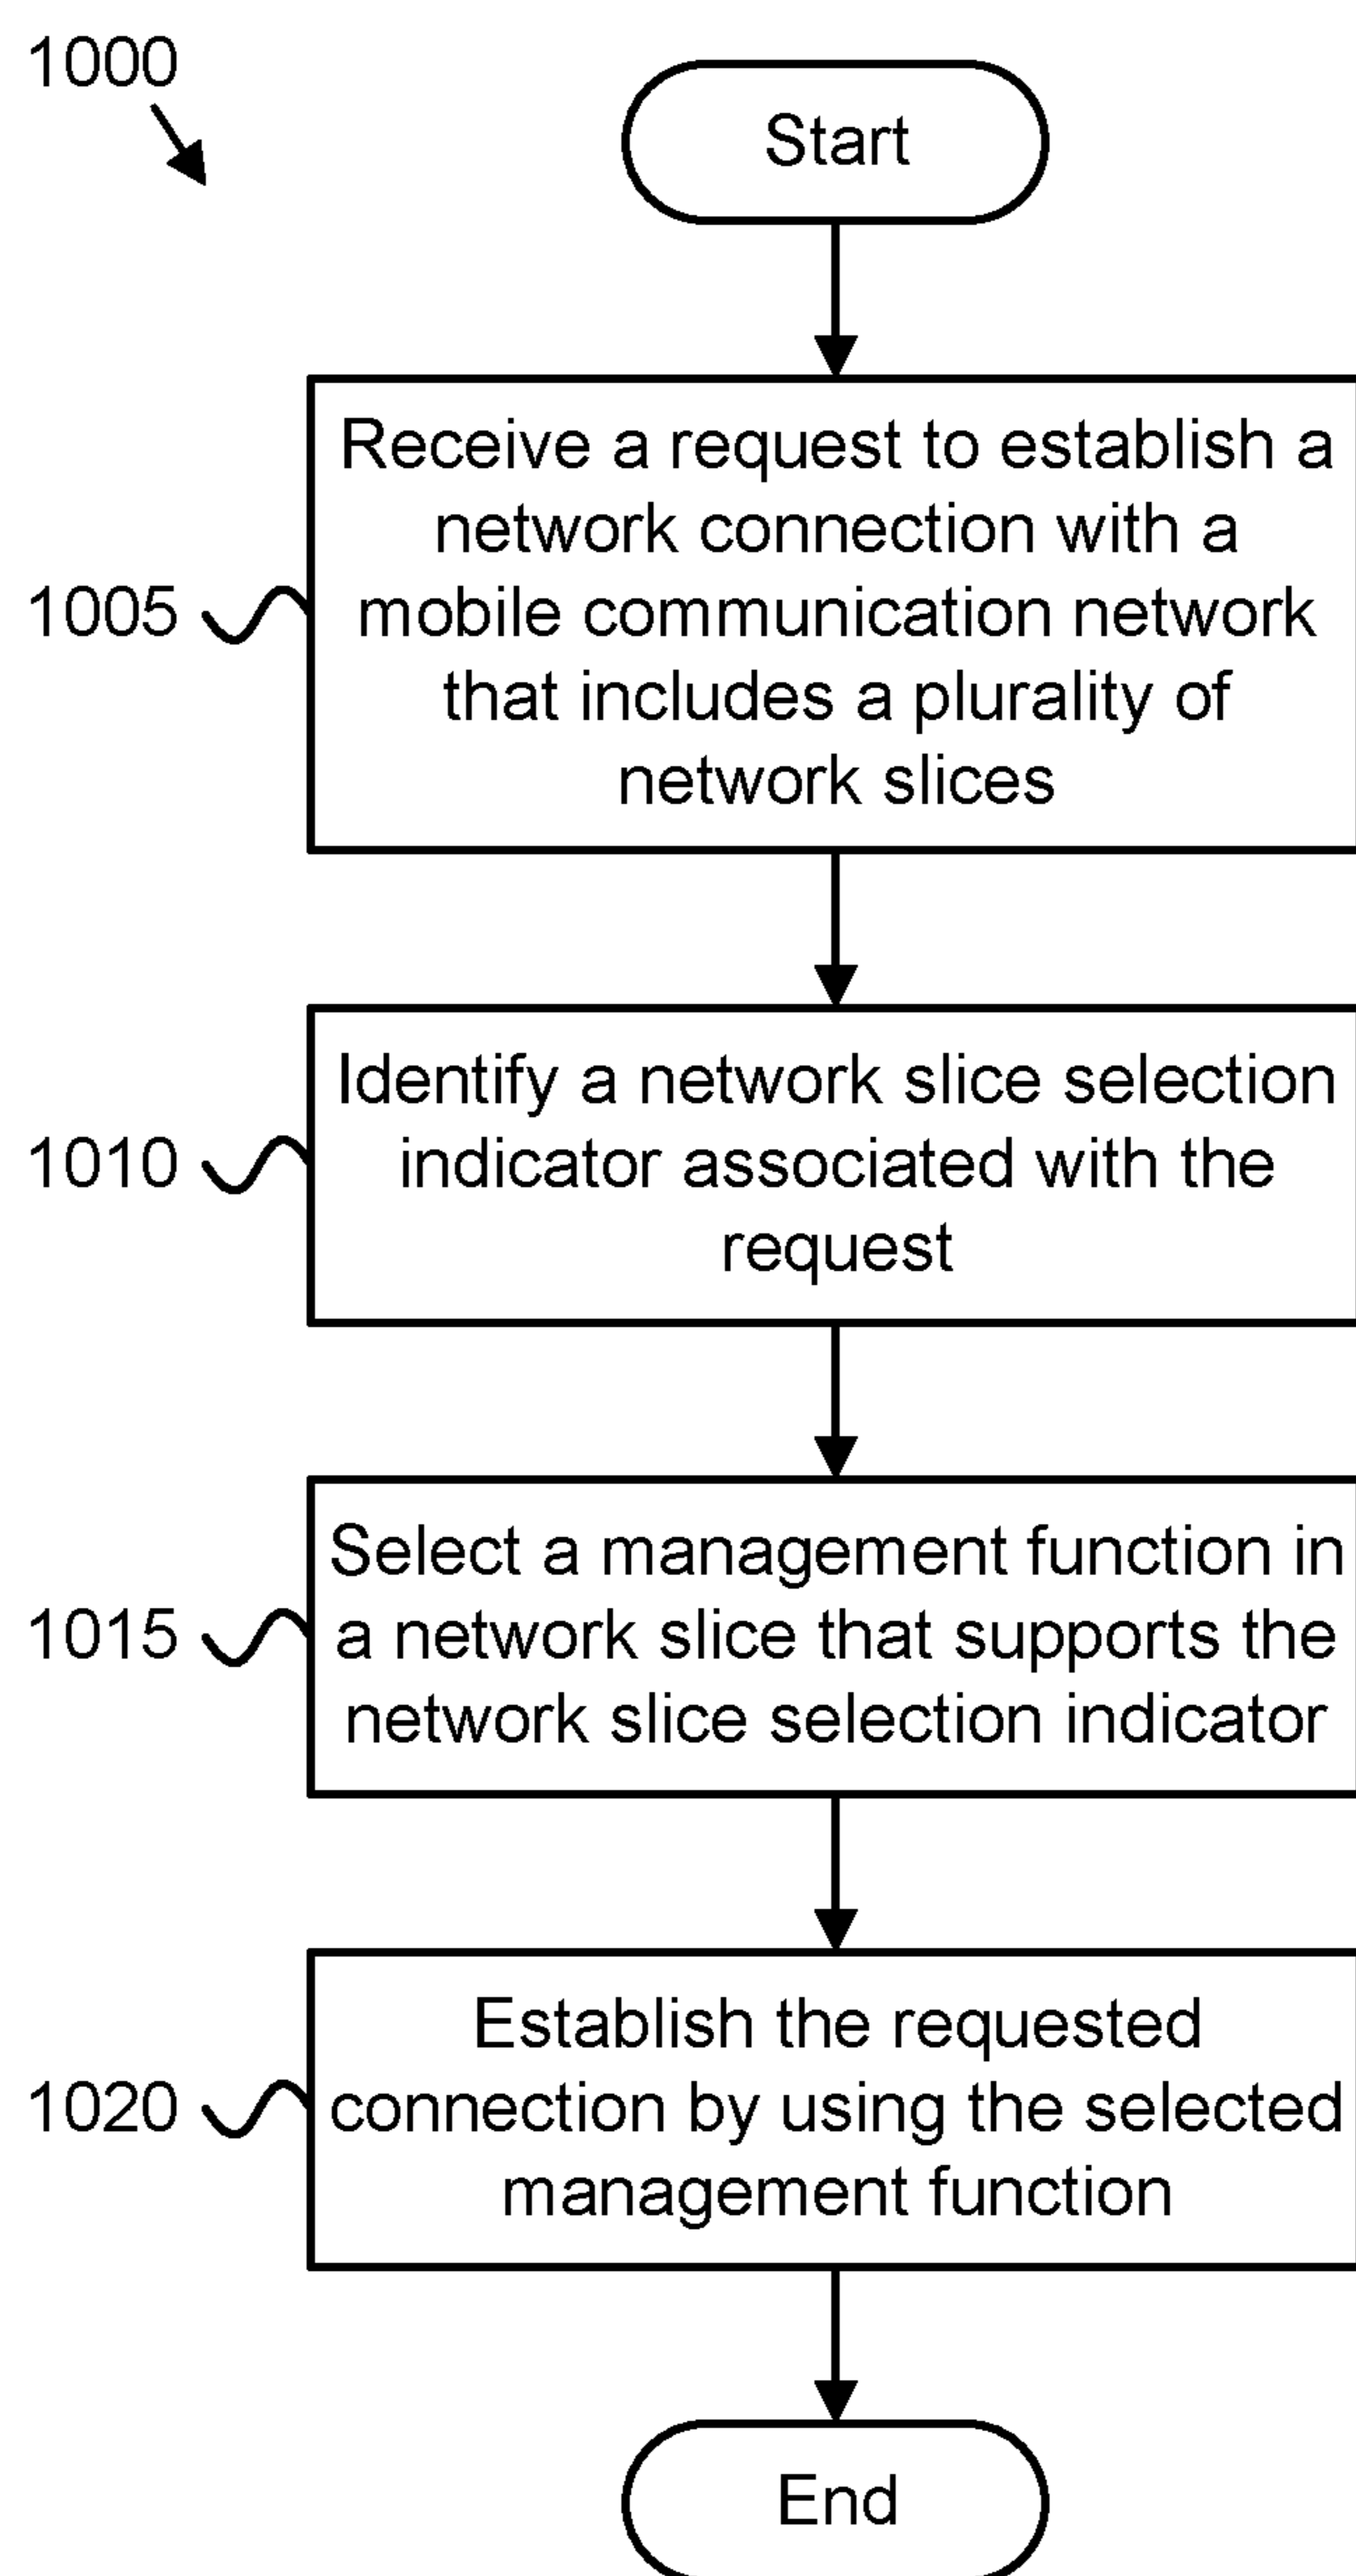 1000
Start
Receive a request to establish a
network connection with a
1005
mobile communication network
that includes a plurality of
network slices
Identify a network slice selection
1010
indicator associated with the
request
Select a management function in
1015
a network slice that supports the
network slice selection indicator
Establish the requested
1020
connection by using the selected
management function
End